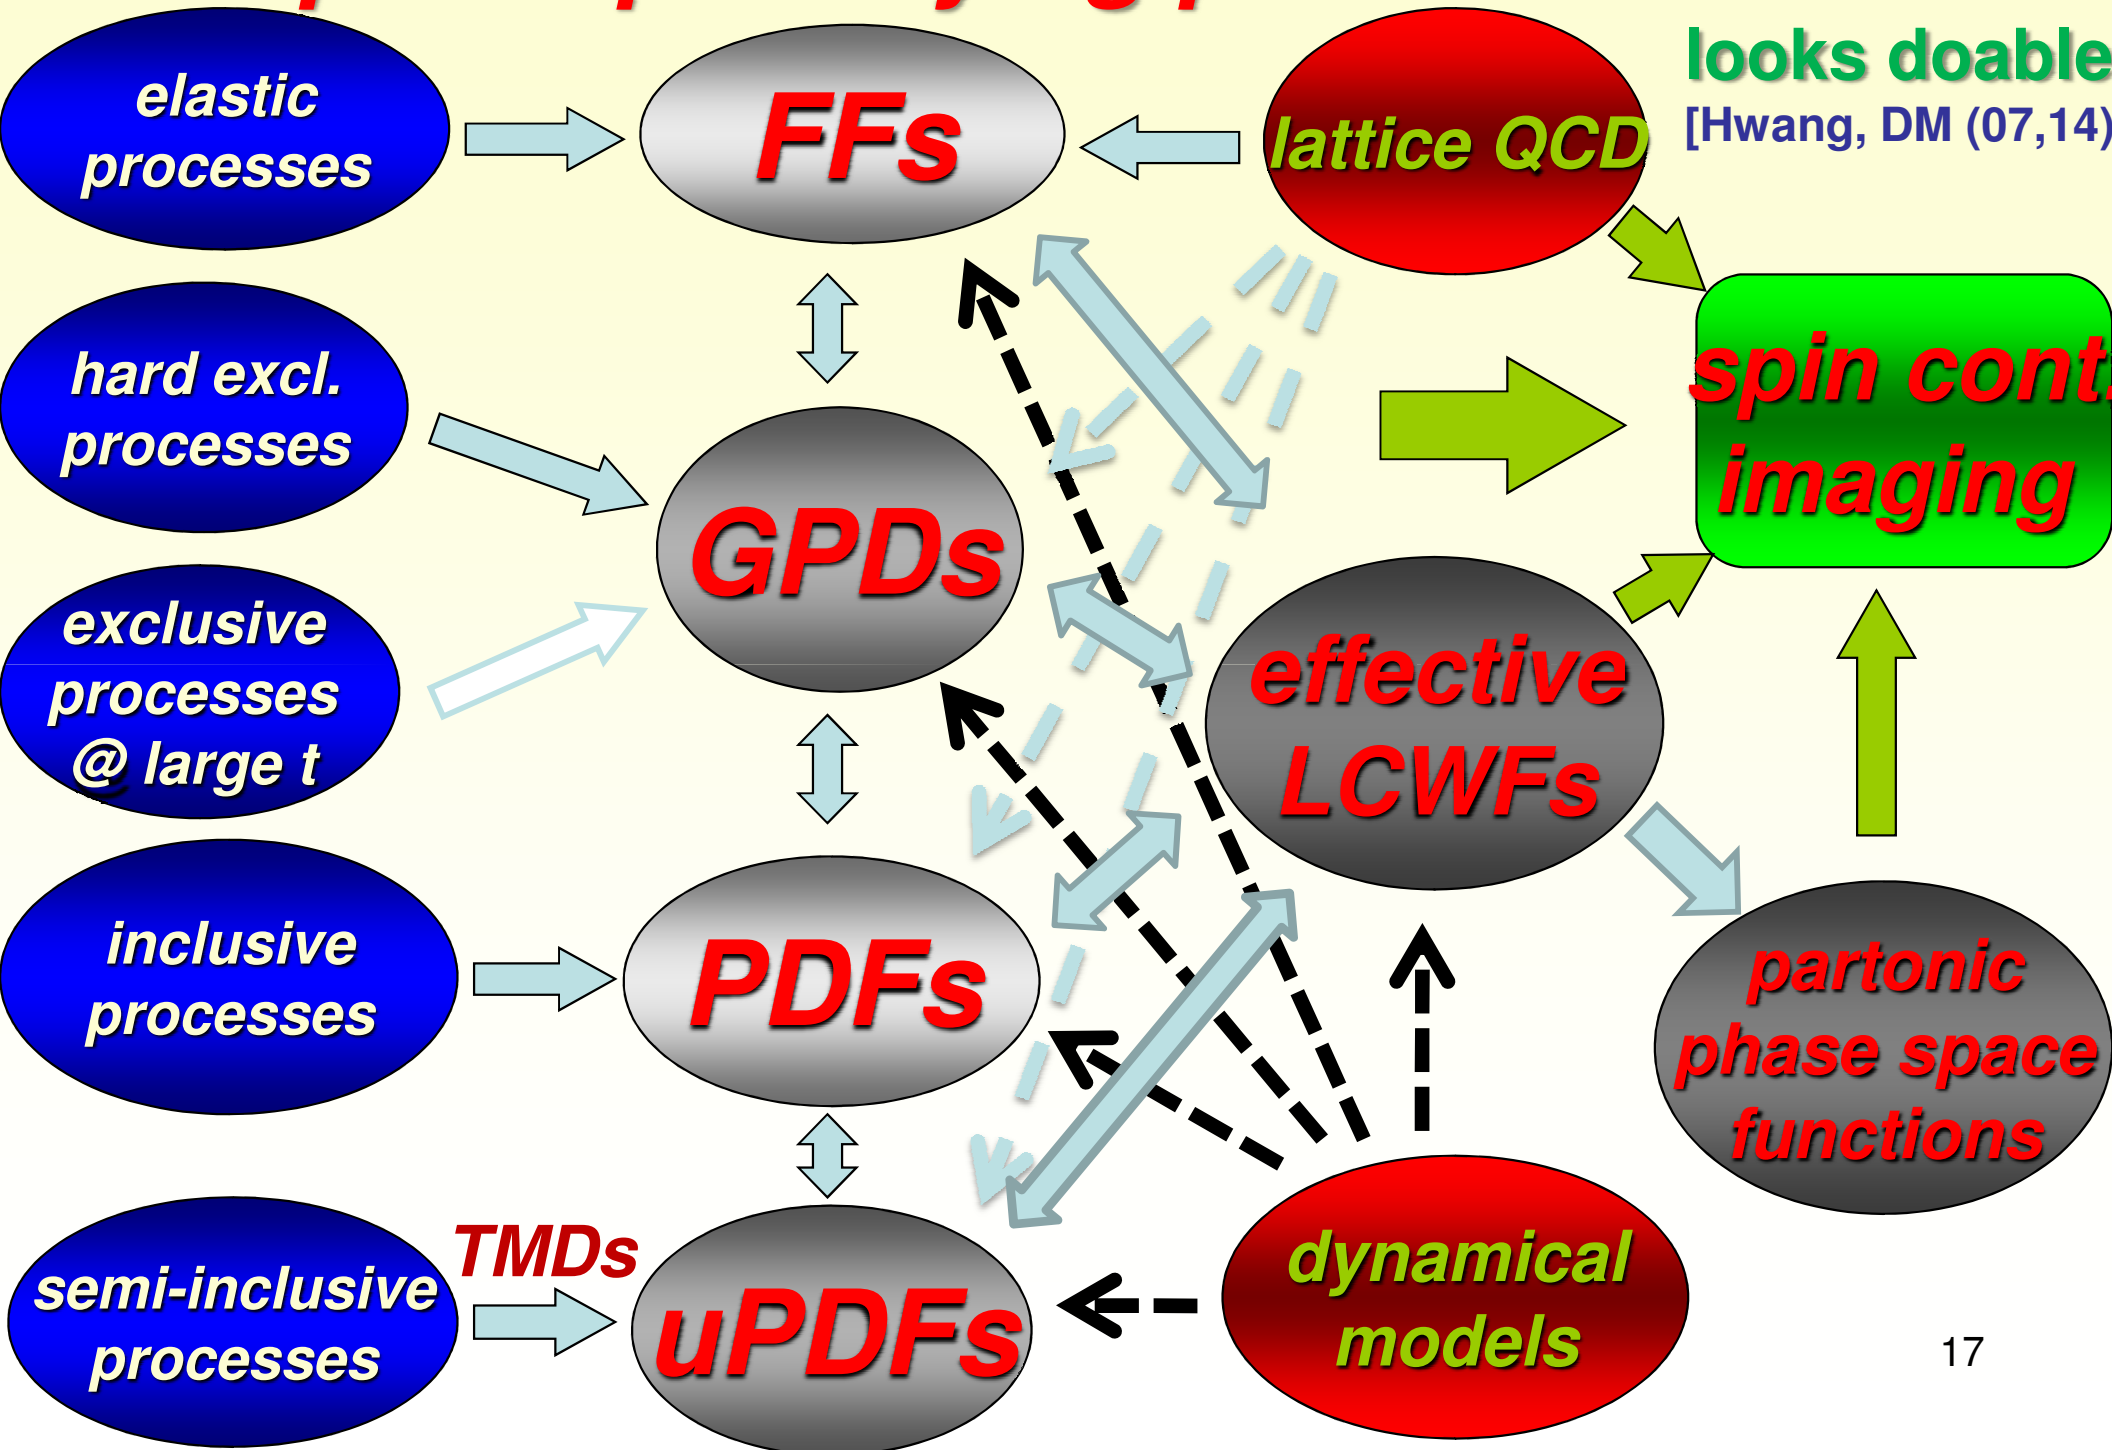 elastic
processes
FFs
lattice QCD
looks doable
[Hwang, DM (07,14)
hard excl.
processes
GPDs
spin cont.
imaging
exclusive
processes
@ large t
effective
LCWFs
inclusive
processes
PDFs
partonic
phase space
functions
semi-inclusive
processes
TMDs
uPDFs
dynamical
models
17